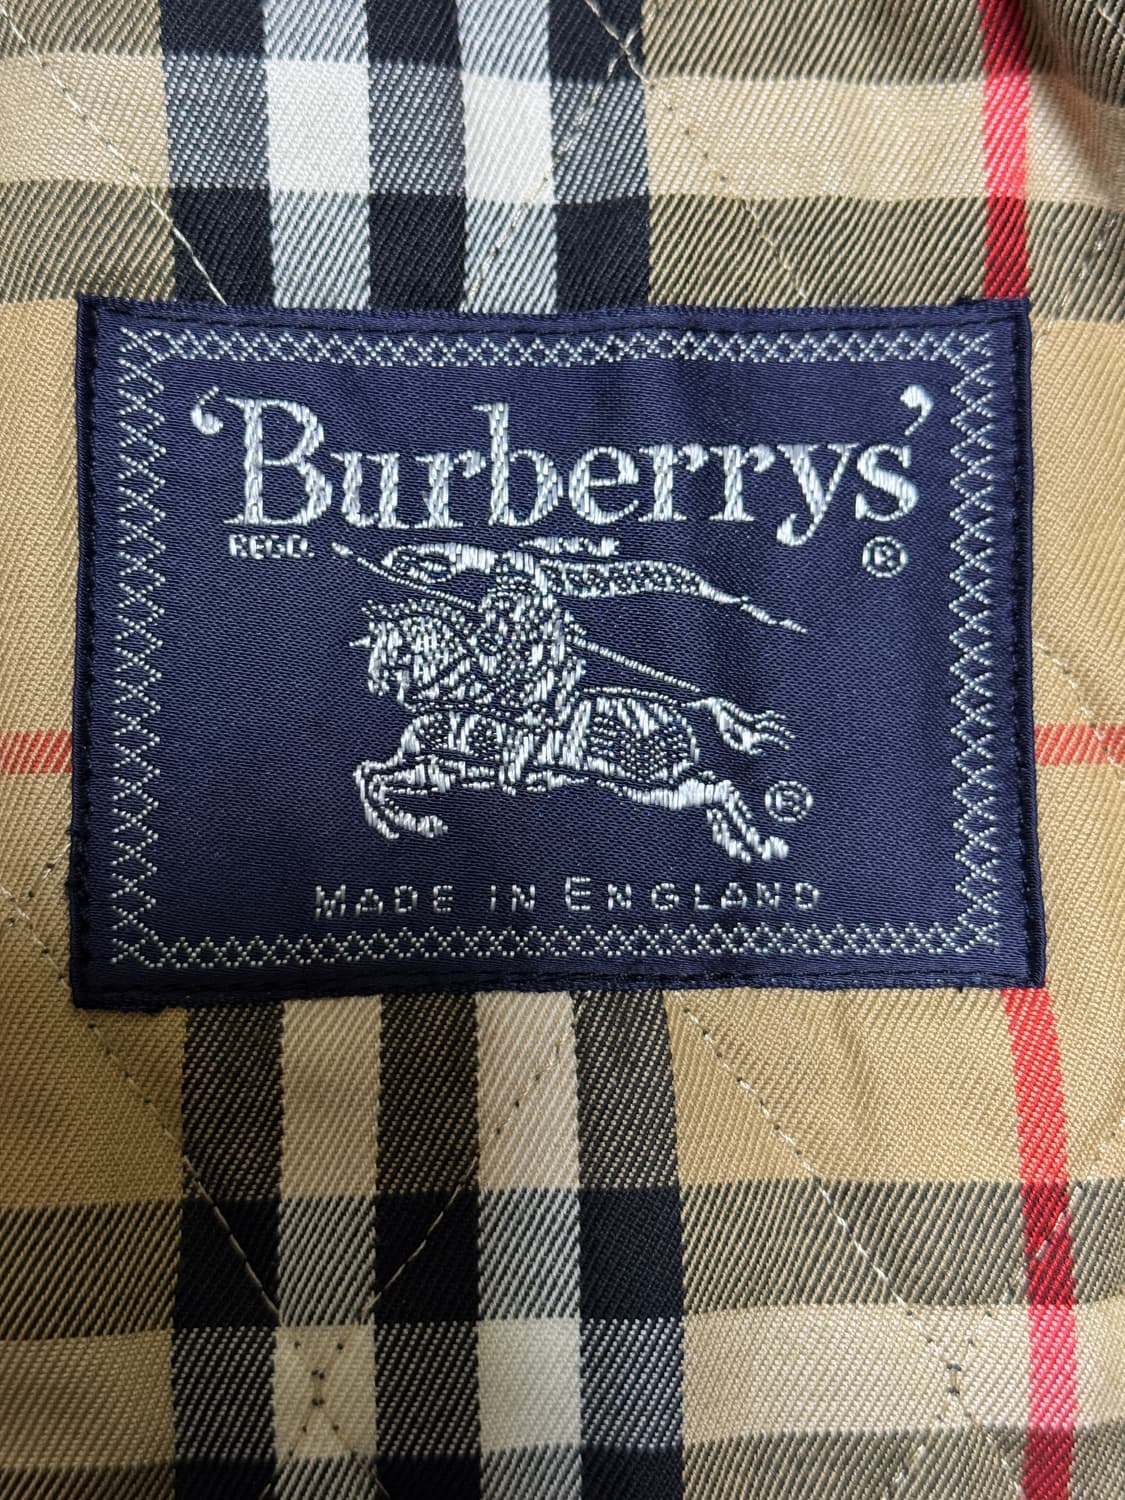 ‘Burberrys’
REGD. ®
®
MADE IN ENGLAND